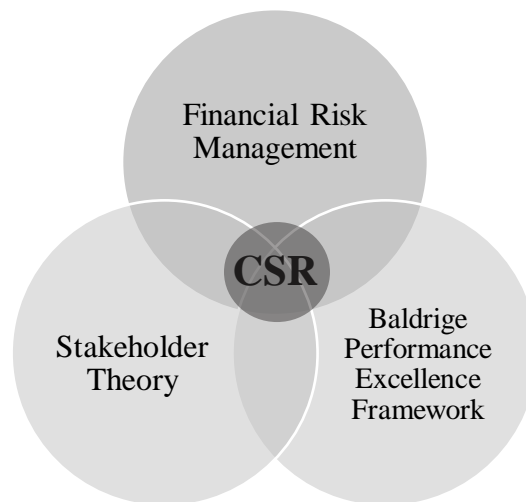 Financial Risk
Management
CSR
Stakeholder
Theory
Baldrige
Performance
Excellence
Framework